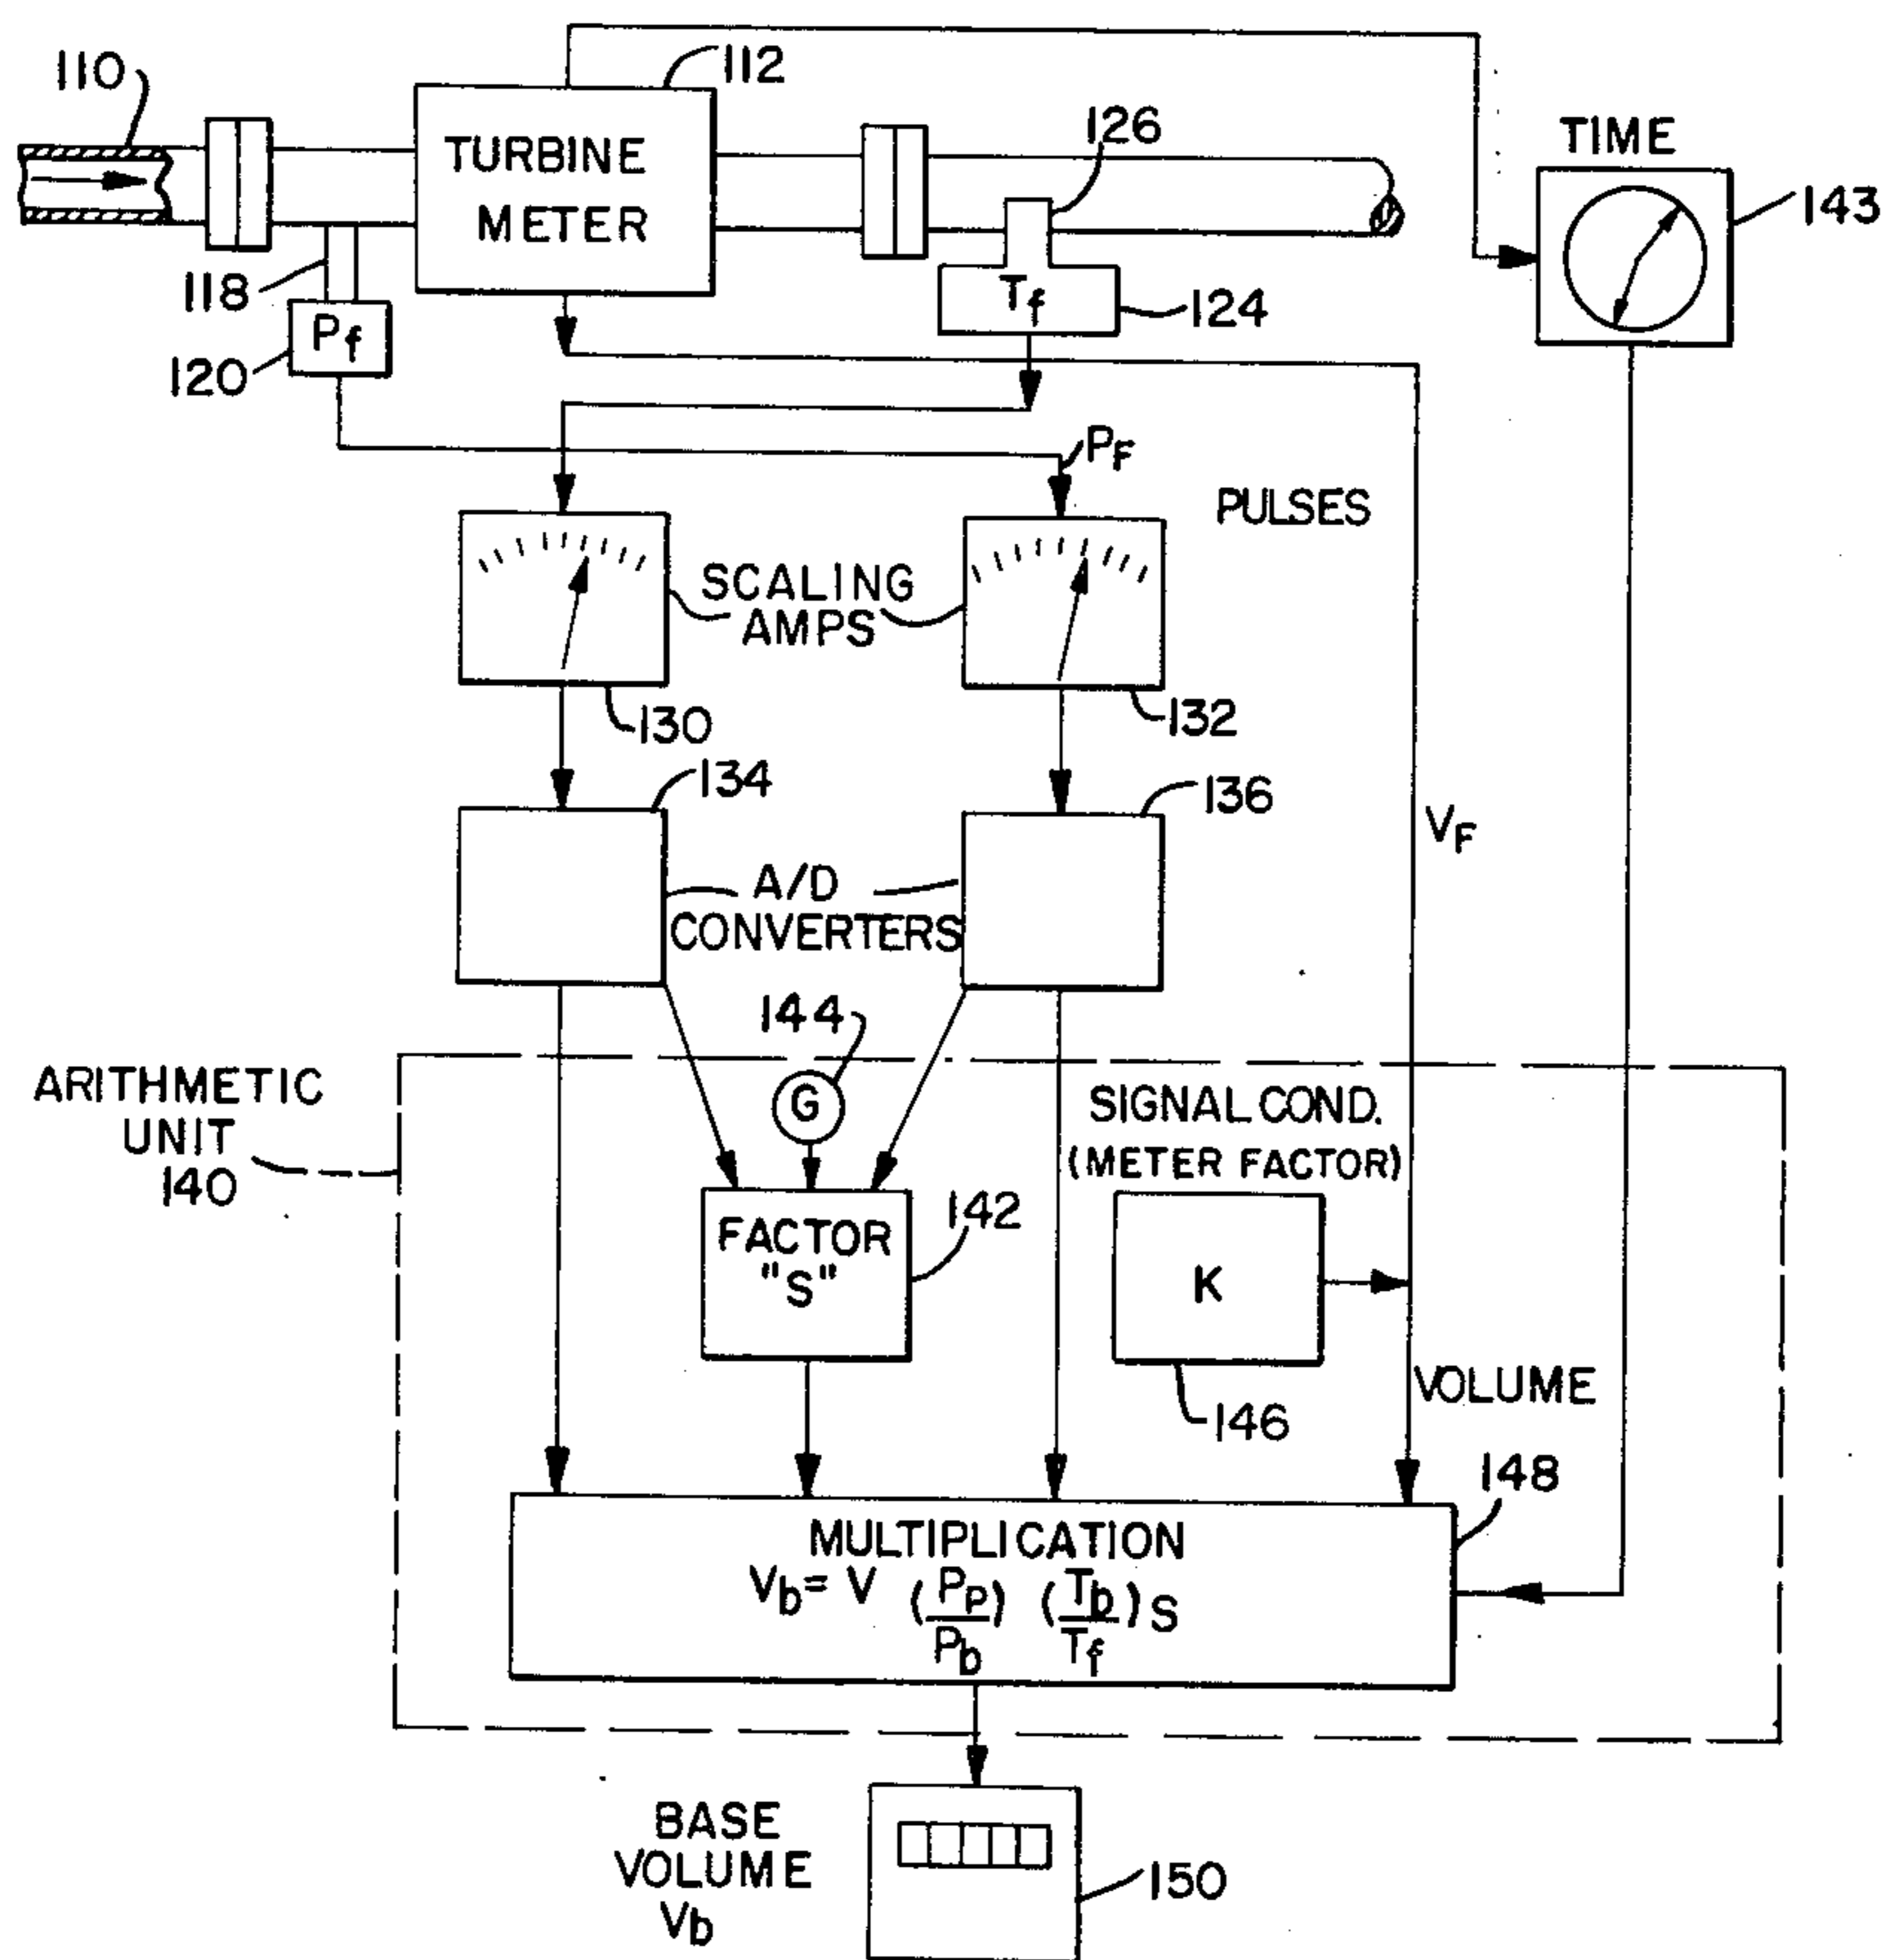 110
112
TURBINE
METER
126
TIME
143
118
Pf
120
Tf
124
PF
PULSES
SCALING
AMPS
130
132
134
136
VF
A/D
CONVERTERS
144
ARITHMETIC
UNIT
140
G
SIGNAL COND.
(METER FACTOR)
FACTOR
"S"
142
K
VOLUME
146
148
MULTIPLICATION
Vb = V (Pp/Pb) (Tb/Tf) S
BASE
VOLUME
Vb
150